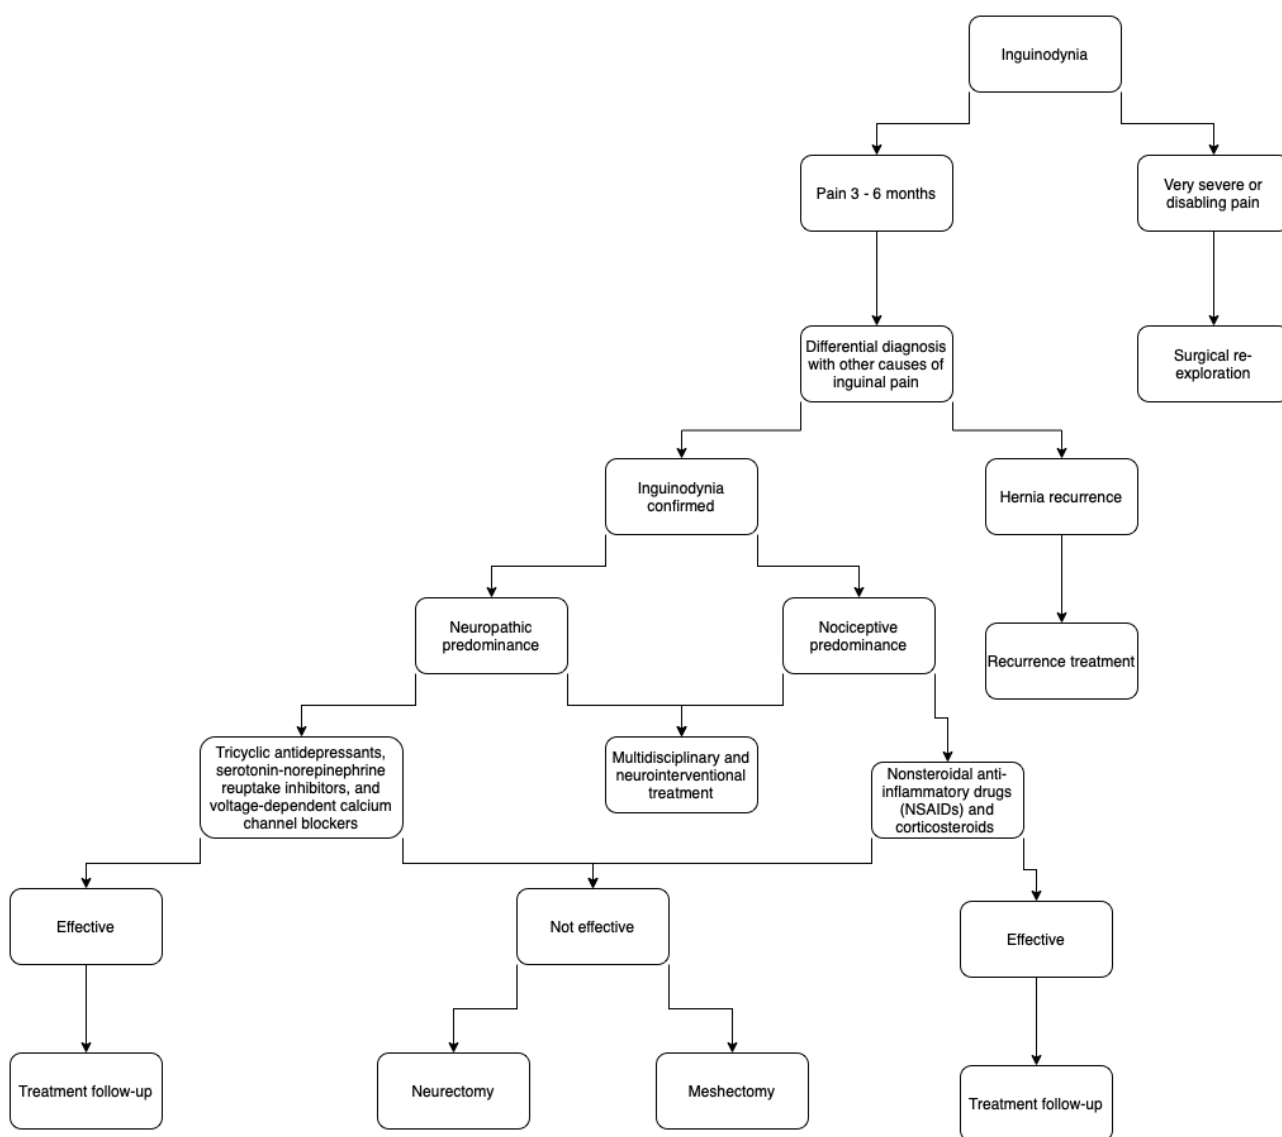 Inguinodynia
Pain 3 - 6 months
Very severe or
disabling pain
Differential diagnosis
with other causes of
inguinal pain
Surgical re-
exploration
Inguinodynia
confirmed
Hernia recurrence
Neuropathic
predominance
Nociceptive
predominance
Recurrence treatment
Tricyclic antidepressants,
serotonin-norepinephrine
reuptake inhibitors, and
voltage-dependent calcium
channel blockers
Multidisciplinary and
neurointerventional
treatment
Nonsteroidal anti-
inflammatory drugs
(NSAIDs) and
corticosteroids
Effective
Not effective
Effective
Treatment follow-up
Neurectomy
Meshectomy
Treatment follow-up